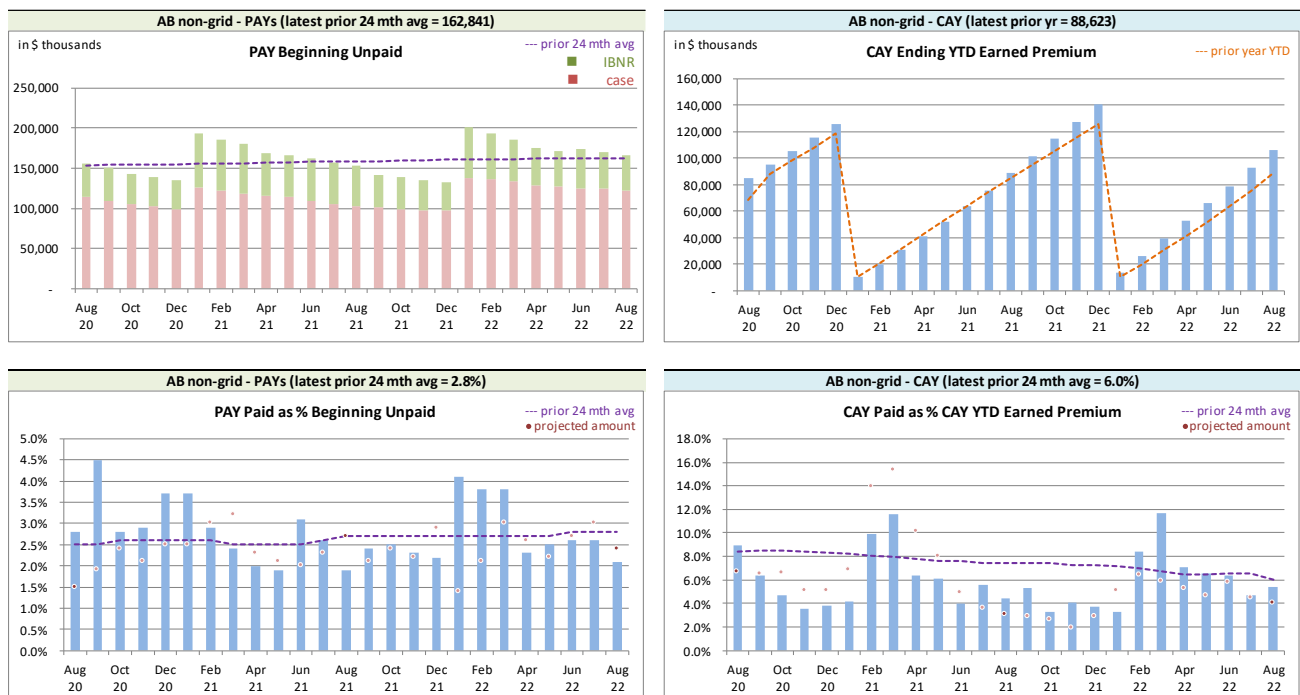 AB non-grid - PAYs (latest prior 24 mth avg = 162,841)
in $ thousands
PAY Beginning Unpaid
--- prior 24 mth avg
IBNR
case
250,000
200,000
150,000
100,000
50,000
-
Aug Oct Dec Feb Apr Jun Aug Oct Dec Feb Apr Jun Aug
20 20 20 21 21 21 21 21 21 22 22 22 22
AB non-grid - CAY (latest prior yr = 88,623)
in $ thousands
CAY Ending YTD Earned Premium
--- prior year YTD
160,000
140,000
120,000
100,000
80,000
60,000
40,000
20,000
-
Aug Oct Dec Feb Apr Jun Aug Oct Dec Feb Apr Jun Aug
20 20 20 21 21 21 21 21 21 22 22 22 22
AB non-grid - PAYs (latest prior 24 mth avg = 2.8%)
PAY Paid as % Beginning Unpaid
--- prior 24 mth avg
projected amount
5.0%
4.5%
4.0%
3.5%
3.0%
2.5%
2.0%
1.5%
1.0%
0.5%
0.0%
Aug Oct Dec Feb Apr Jun Aug Oct Dec Feb Apr Jun Aug
20 20 20 21 21 21 21 21 21 22 22 22 22
AB non-grid - CAY (latest prior 24 mth avg = 6.0%)
CAY Paid as % CAY YTD Earned Premium
--- prior 24 mth avg
projected amount
18.0%
16.0%
14.0%
12.0%
10.0%
8.0%
6.0%
4.0%
2.0%
0.0%
Aug Oct Dec Feb Apr Jun Aug Oct Dec Feb Apr Jun Aug
20 20 20 21 21 21 21 21 21 22 22 22 22